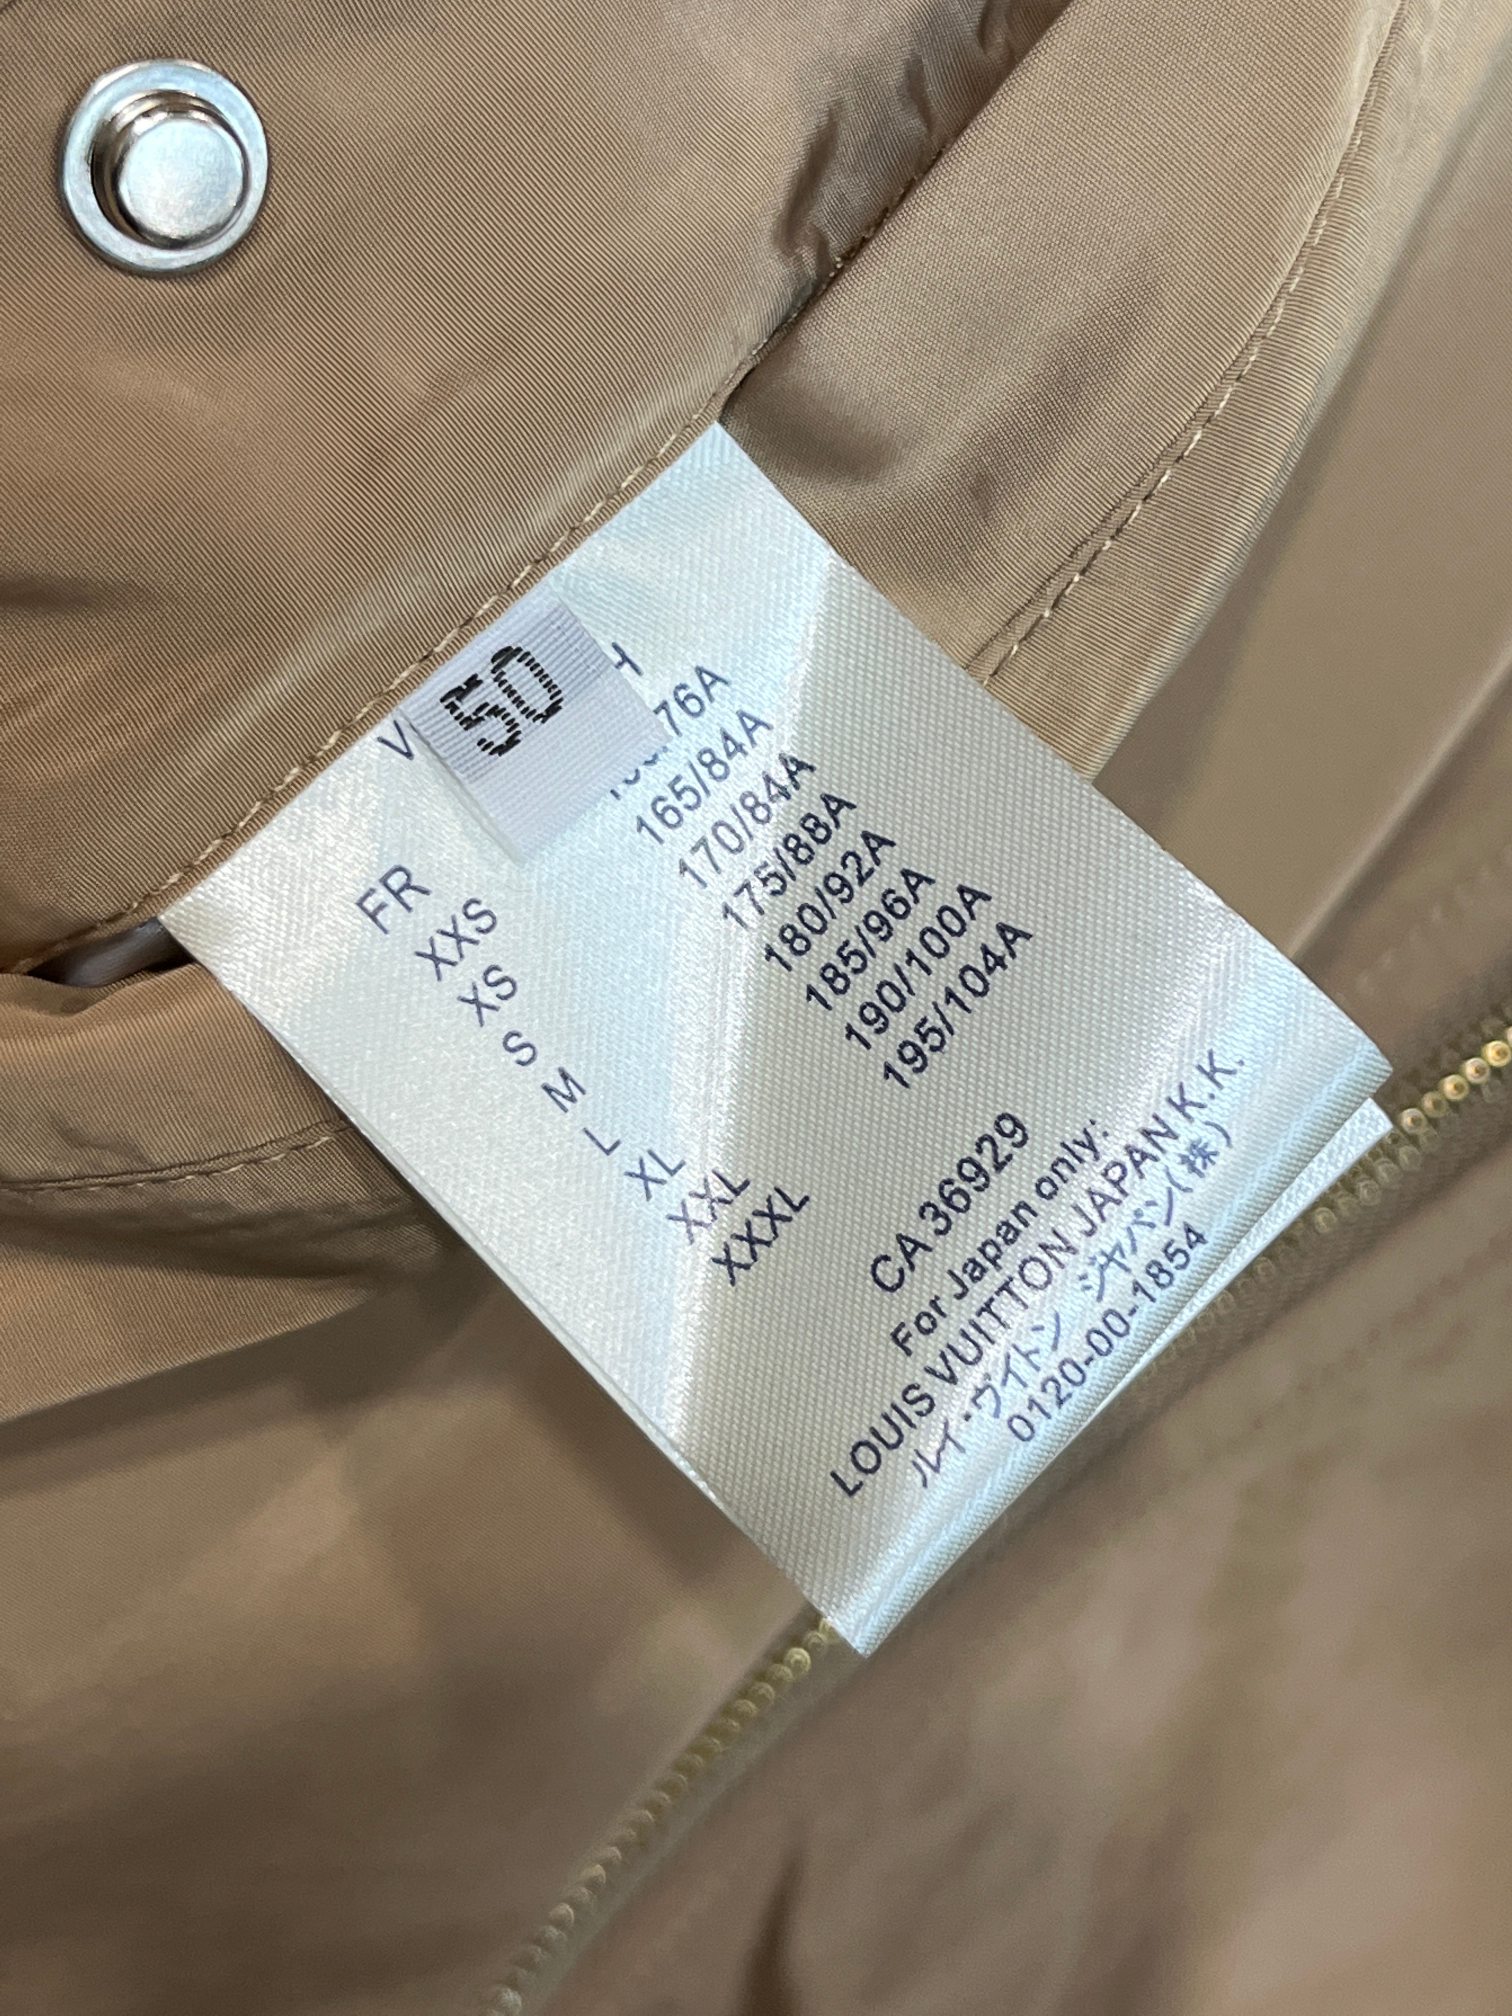 50
FR
XXS
XS
S
M
L
XL
XXL
XXXL
76A
165/84A
170/84A
175/88A
180/92A
185/96A
190/100A
195/104A
CA 36929
For Japan only:
LOUIS VUITTON JAPAN K.K.
ルイ・ヴィトン ジャパン(株)
0120-00-1854